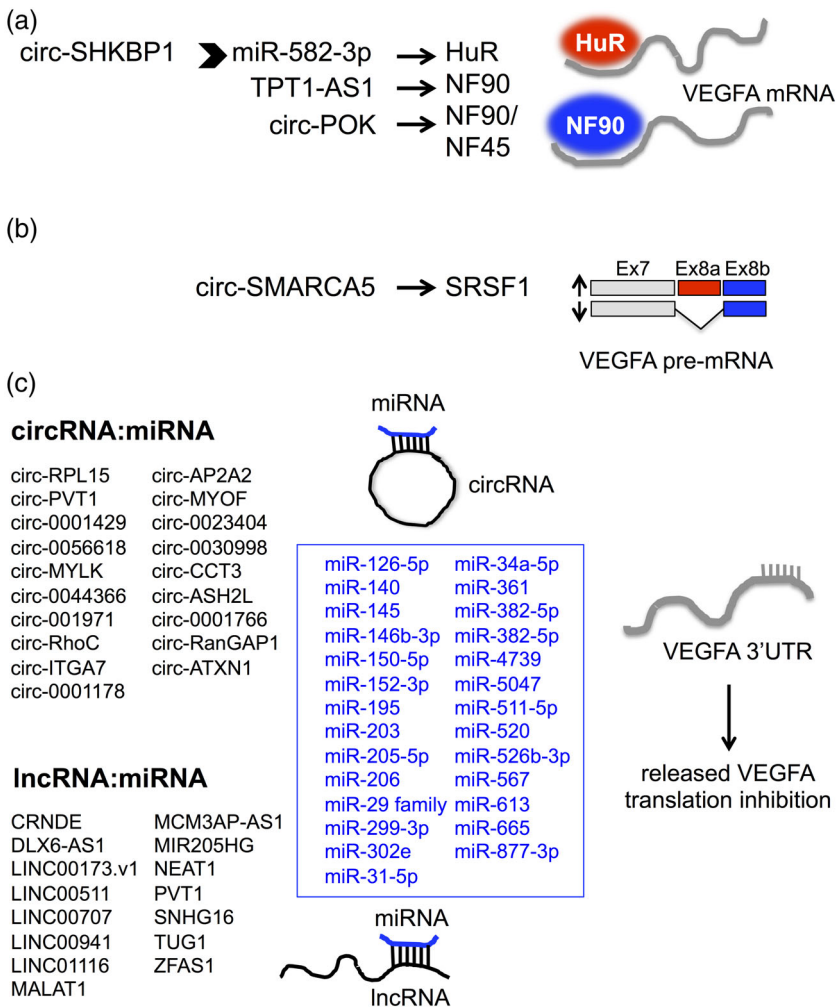 (a)
circ-SHKBP1 miR-582-3p HuR
TPT1-AS1 NF90
circ-POK NF90/
NF45
HuR
VEGFA mRNA
NF90
(b)
circ-SMARCA5 SRSF1
Ex7 Ex8a Ex8b
VEGFA pre-mRNA
(c)
circRNA:miRNA
circ-RPL15 circ-AP2A2
circ-PVT1 circ-MYOF
circ-0001429 circ-0023404
circ-0056618 circ-0030998
circ-MYLK circ-CCT3
circ-0044366 circ-ASH2L
circ-001971 circ-0001766
circ-RhoC circ-RanGAP1
circ-ITGA7 circ-ATXN1
circ-0001178
miRNA
circRNA
miR-126-5p miR-34a-5p
miR-140 miR-361
miR-145 miR-382-5p
miR-146b-3p miR-382-5p
miR-150-5p miR-4739
miR-152-3p miR-5047
miR-195 miR-511-5p
miR-203 miR-520
miR-205-5p miR-526b-3p
miR-206 miR-567
miR-29 family miR-613
miR-299-3p miR-665
miR-302e miR-877-3p
miR-31-5p
VEGFA 3'UTR
released VEGFA
translation inhibition
lncRNA:miRNA
CRNDE MCM3AP-AS1
DLX6-AS1 MIR205HG
LINC00173.v1 NEAT1
LINC00511 PVT1
LINC00707 SNHG16
LINC00941 TUG1
LINC01116 ZFAS1
MALAT1
miRNA
lncRNA